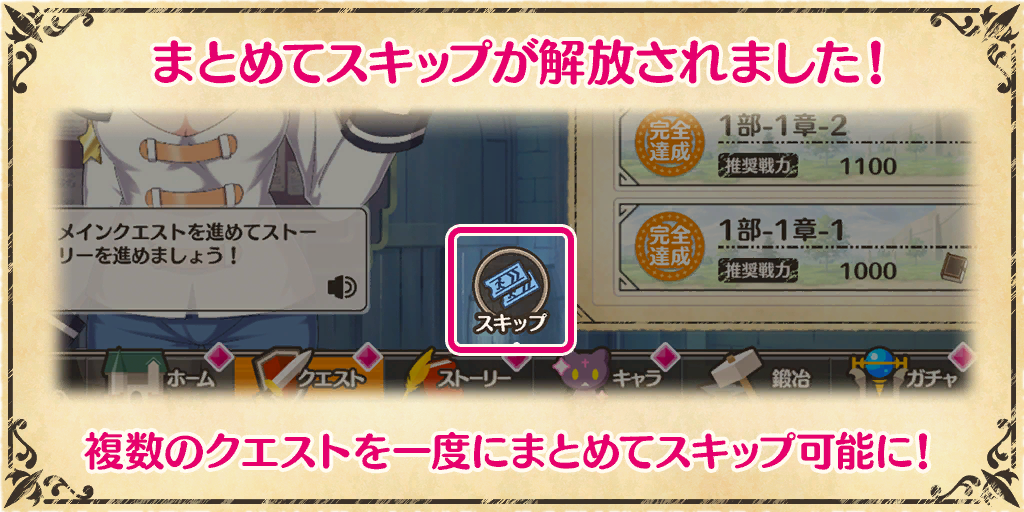 まとめてスキップが解放されました！
完全
達成
1部-1章-2
推奨戦力
1100
メインクエストを進めてストー
リーを進めましょう！
完全
達成
1部-1章-1
推奨戦力
1000
スキップ
ホーム
クエスト
ストーリー
キャラ
鍛冶
ガチャ
複数のクエストを一度にまとめてスキップ可能に！